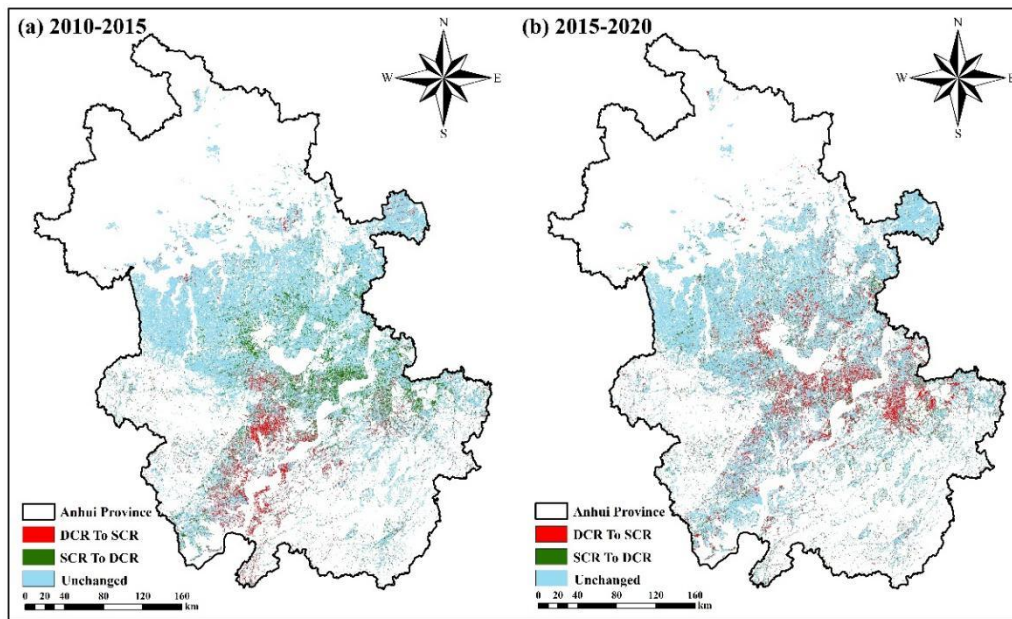 (a) 2010-2015
N
W
E
S
Anhui Province
DCR To SCR
SCR To DCR
Unchanged
0 20 40 80 120 160
km
(b) 2015-2020
N
W
E
S
Anhui Province
DCR To SCR
SCR To DCR
Unchanged
0 20 40 80 120 160
km